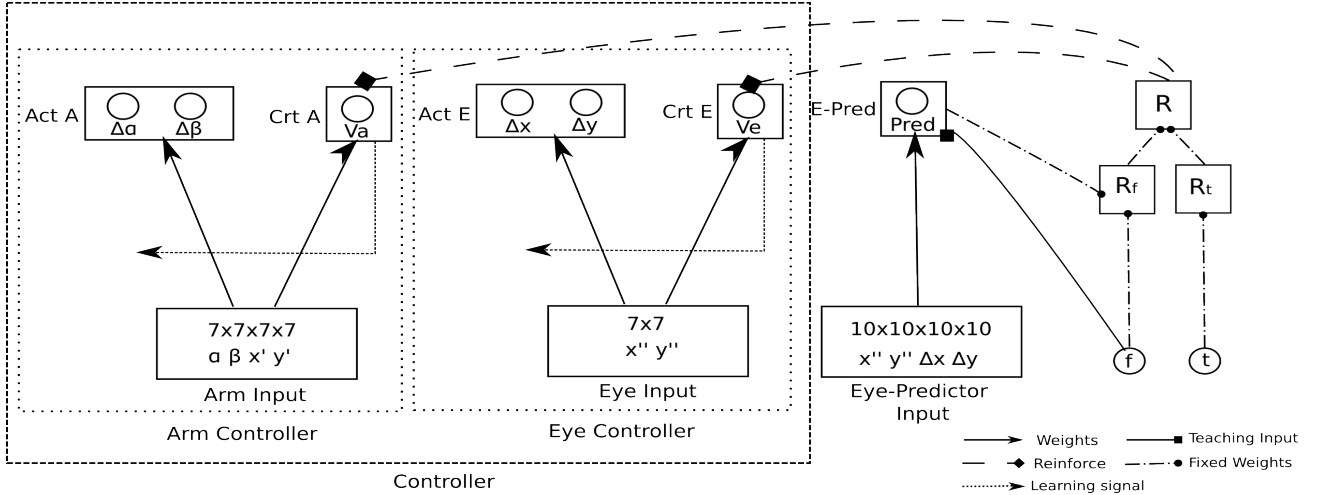 Act A
Δα Δβ
Crt A
Va
Act E
Δx Δy
Crt E
Ve
E-Pred
Pred
R
Rf
Rt
7x7x7x7
α β x' y'
Arm Input
Arm Controller
7x7
x'' y''
Eye Input
Eye Controller
Controller
10x10x10x10
x'' y'' Δx Δy
Eye-Predictor
Input
f
t
Weights
Teaching Input
Reinforce
Fixed Weights
Learning signal